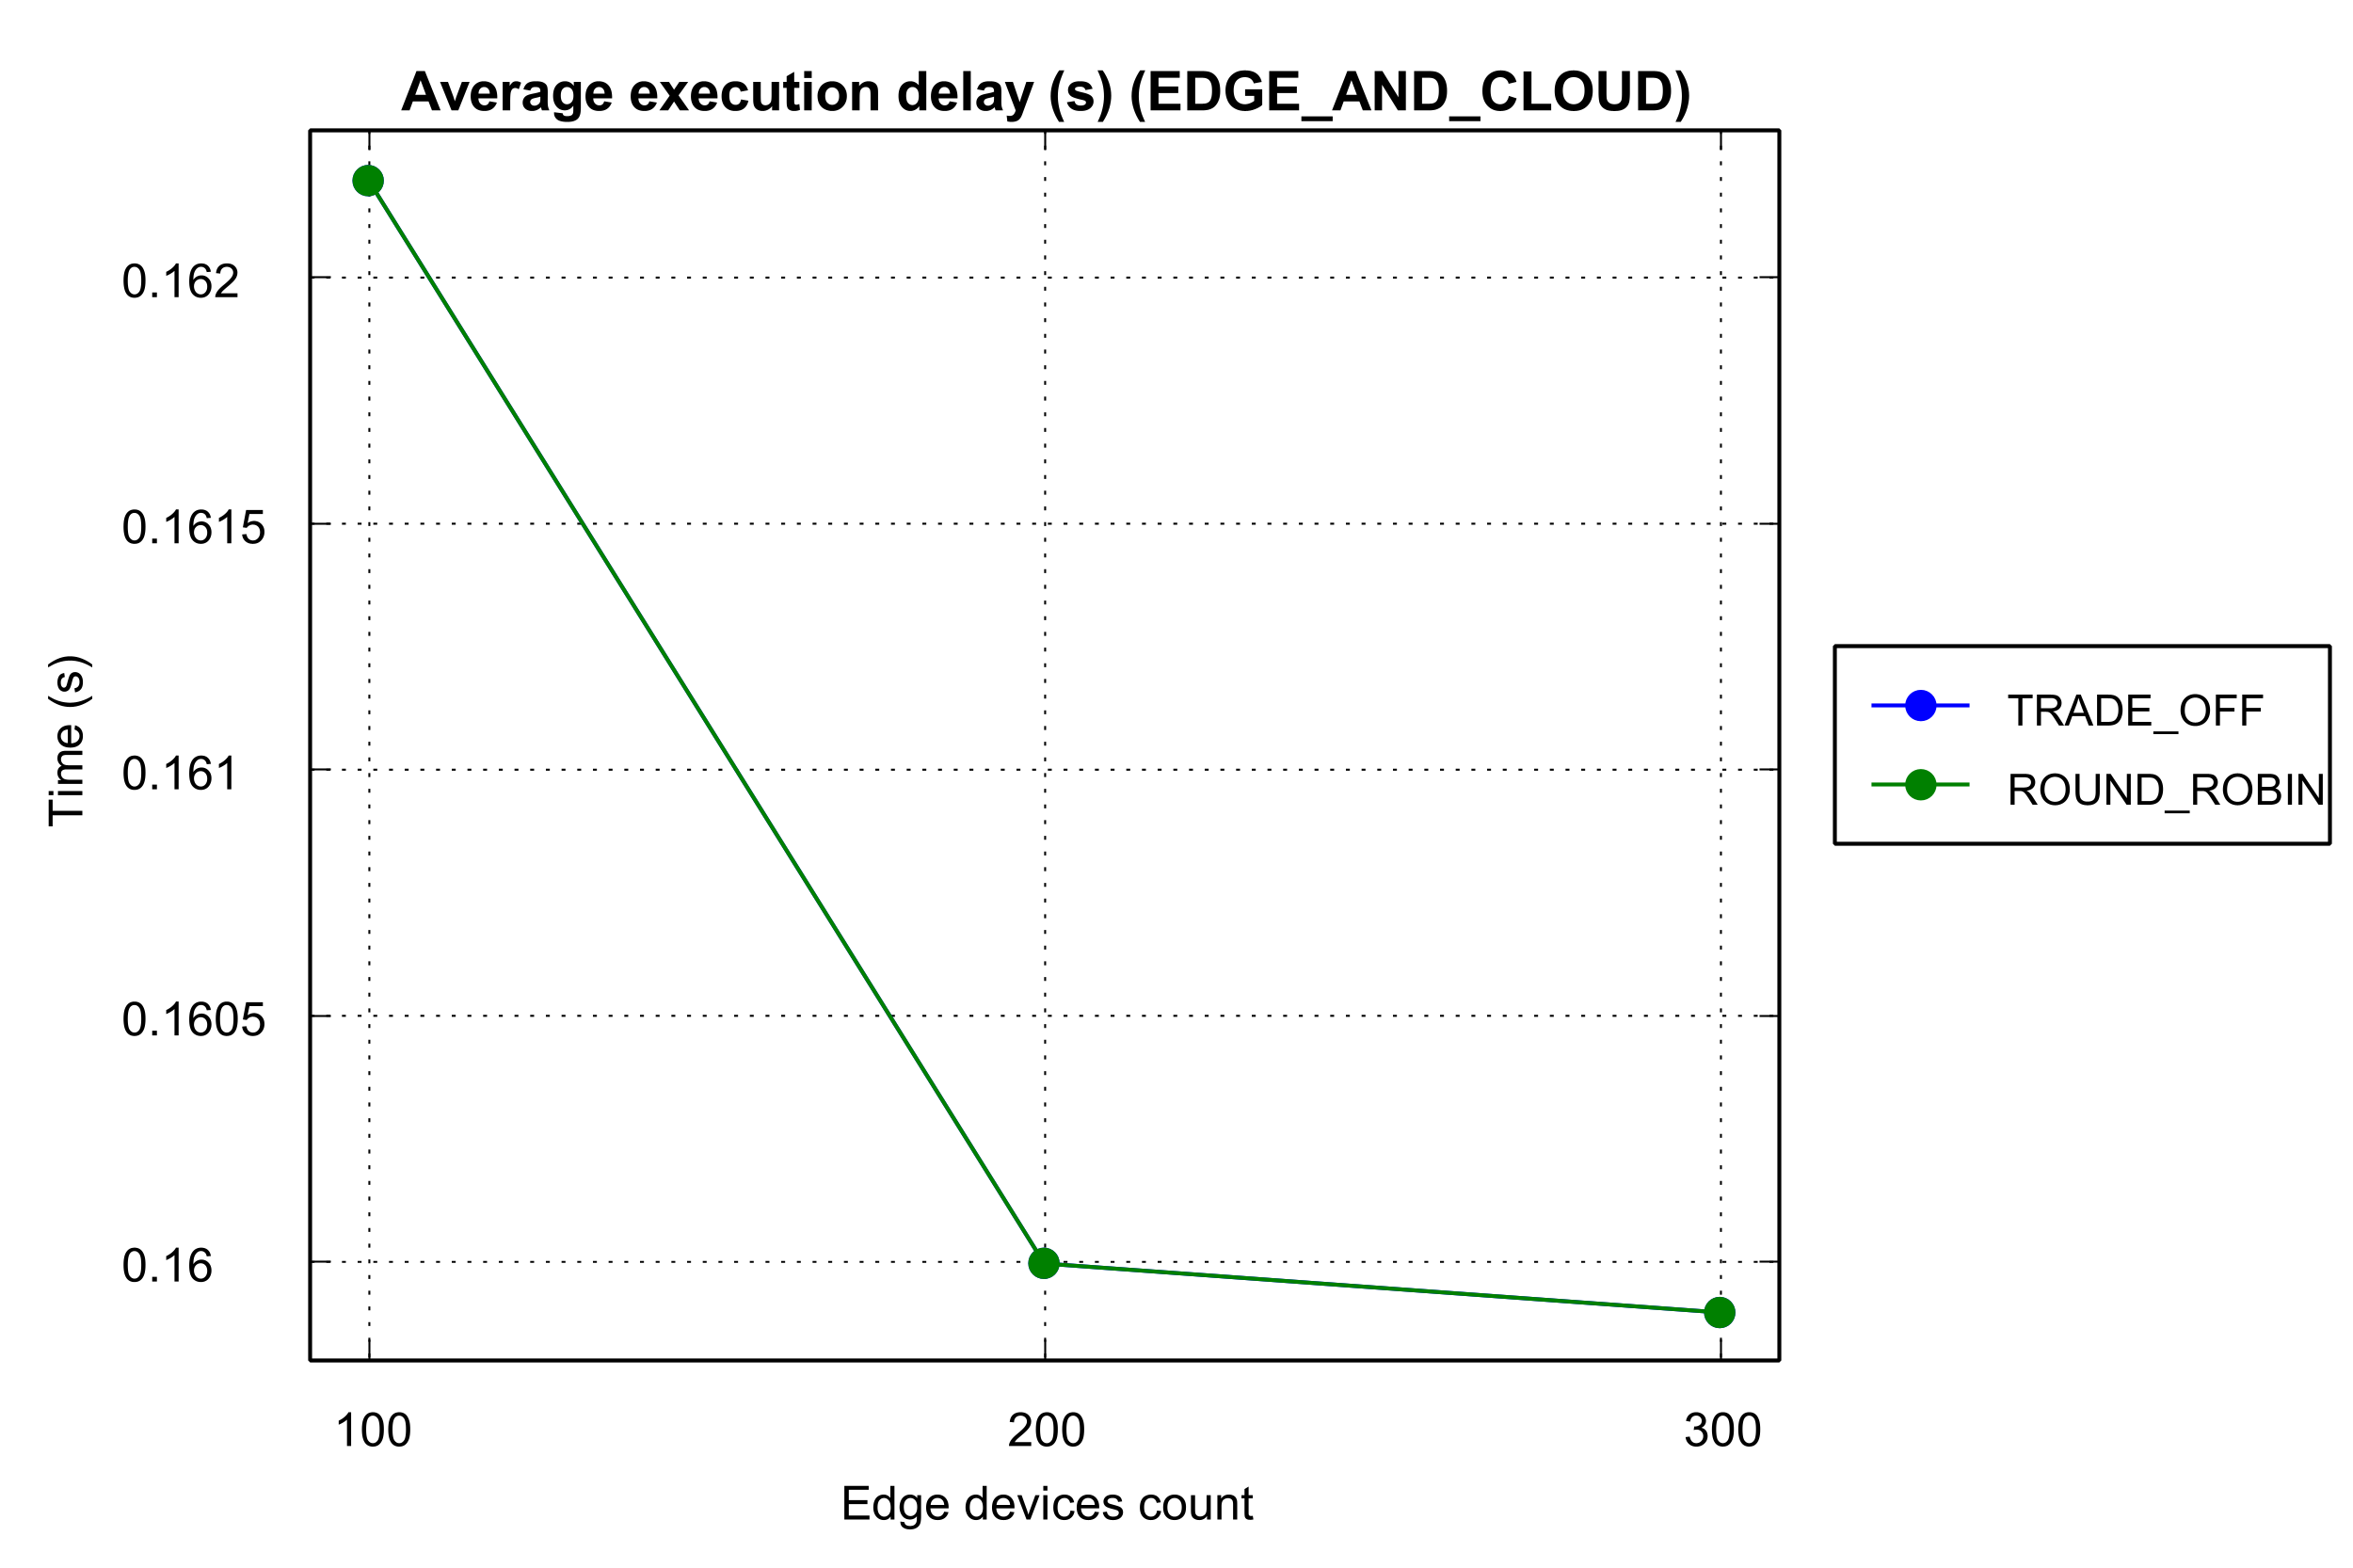 Average execution delay (s) (EDGE_AND_CLOUD)
0.162
0.1615
0.161
0.1605
0.16
Time (s)
100 200 300
Edge devices count
TRADE_OFF
ROUND_ROBIN